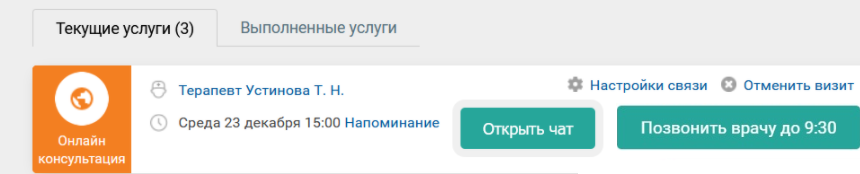 Текущие услуги (3)
Выполненные услуги
Настройки связи
Отменить визит
Терапевт Устинова Т. Н.
Среда 23 декабря 15:00 Напоминание
Открыть чат
Позвонить врачу до 9:30
Онлайн
консультация